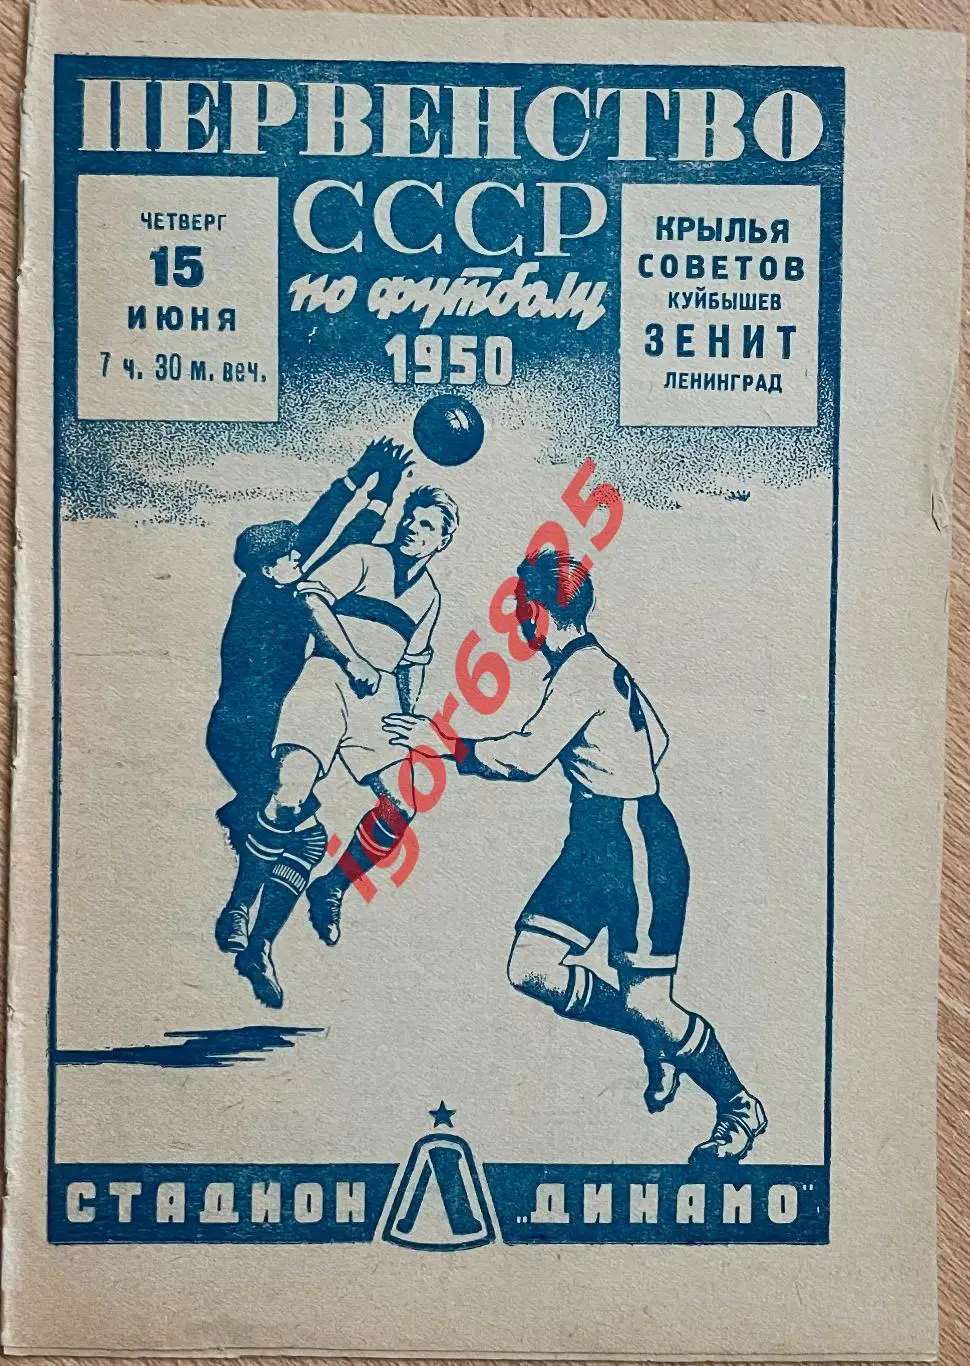 ПЕРВЕНСТВО
СССР
по футболу
1950
ЧЕТВЕРГ
15
ИЮНЯ
7 ч. 30 м. веч.
КРЫЛЬЯ
СОВЕТОВ
КУЙБЫШЕВ
ЗЕНИТ
ЛЕНИНГРАД
igor6825
Л
СТАДИОН „ДИНАМО"